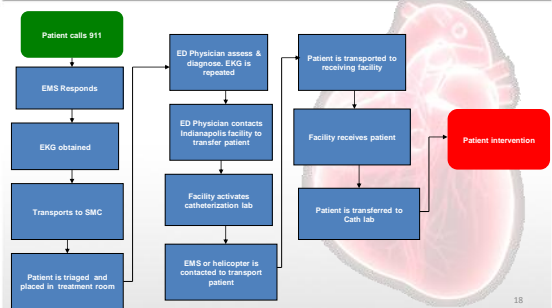 Patient calls 911
EMS Responds
EKG obtained
Transports to SMC
Patient is triaged and
placed in treatment room
ED Physician assess &
diagnose. EKG is
repeated
ED Physician contacts
Indianapolis facility to
transfer patient
Facility activates
catheterization lab
EMS or helicopter is
contacted to transport
patient
Patient is transported to
receiving facility
Facility receives patient
Patient is transferred to
Cath lab
Patient intervention
18